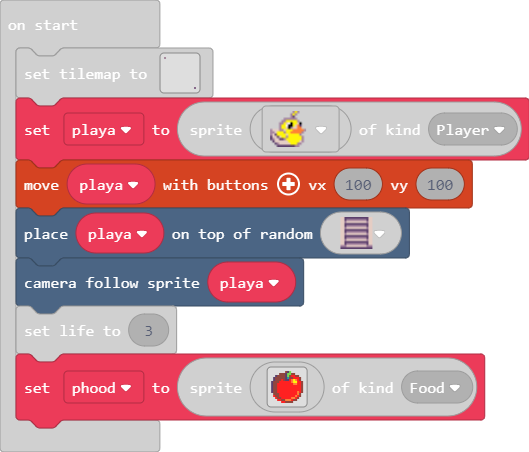 on start
set tilemap to
set playa to sprite of kind Player
move playa with buttons vx 100 vy 100
place playa on top of random
camera follow sprite playa
set life to 3
set phood to sprite of kind Food